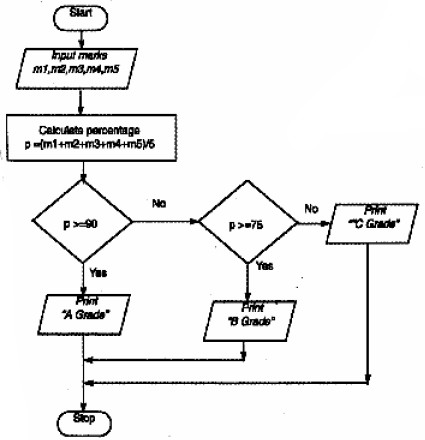 Start
Input marks
m1,m2,m3,m4,m5
Calculate percentage
p =(m1+m2+m3+m4+m5)/5
No
No
p >=90
p >=75
Print
"C Grade"
Yes
Yes
Print
"A Grade"
Print
"B Grade"
Stop